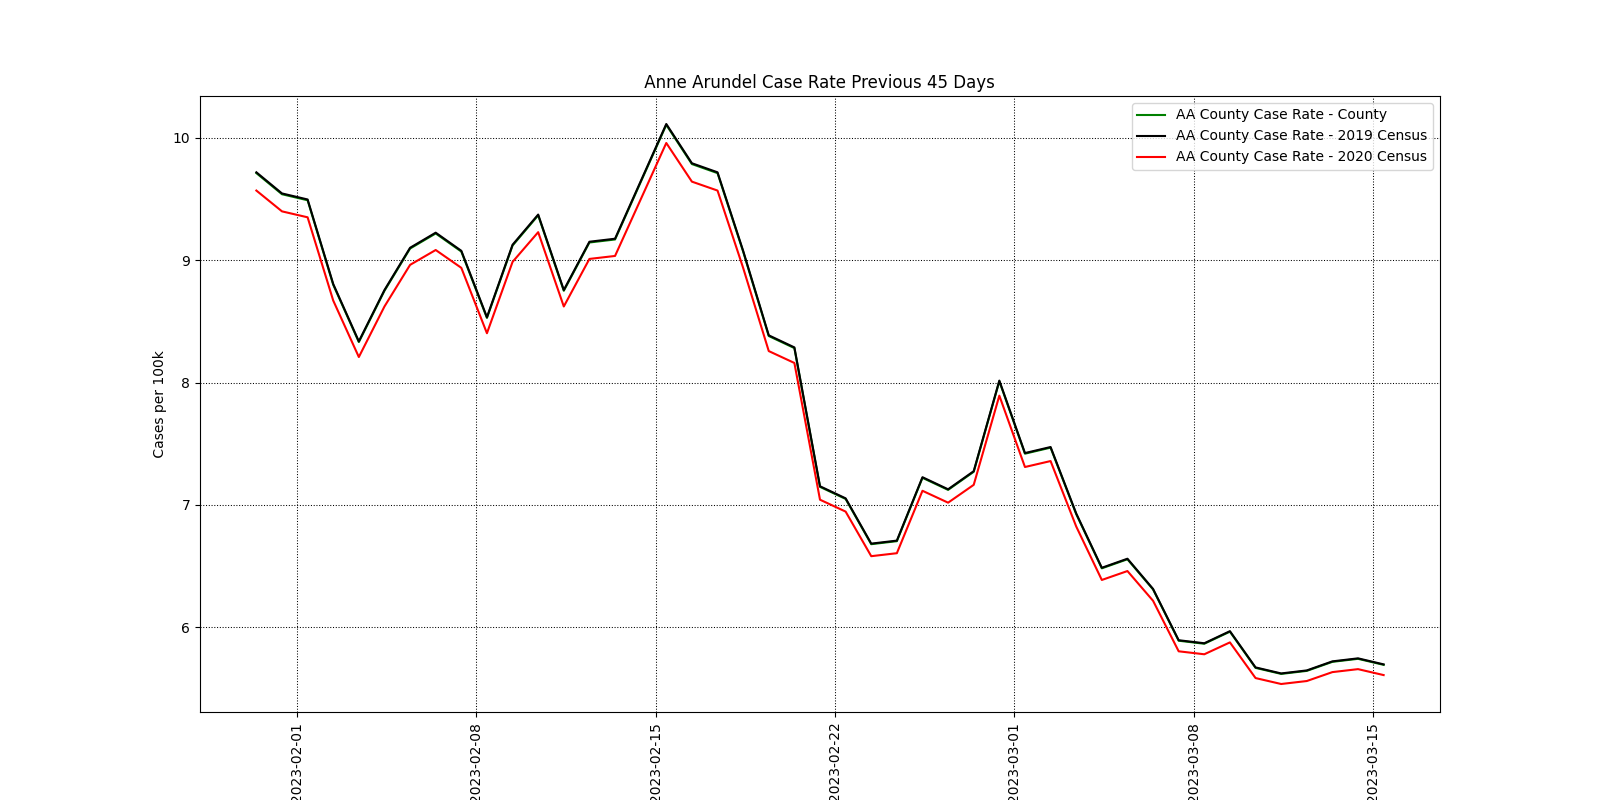 Anne Arundel Case Rate Previous 45 Days
AA County Case Rate - County
AA County Case Rate - 2019 Census
AA County Case Rate - 2020 Census
Cases per 100k
10
9
8
7
6
2023-02-01
2023-02-08
2023-02-15
2023-02-22
2023-03-01
2023-03-08
2023-03-15